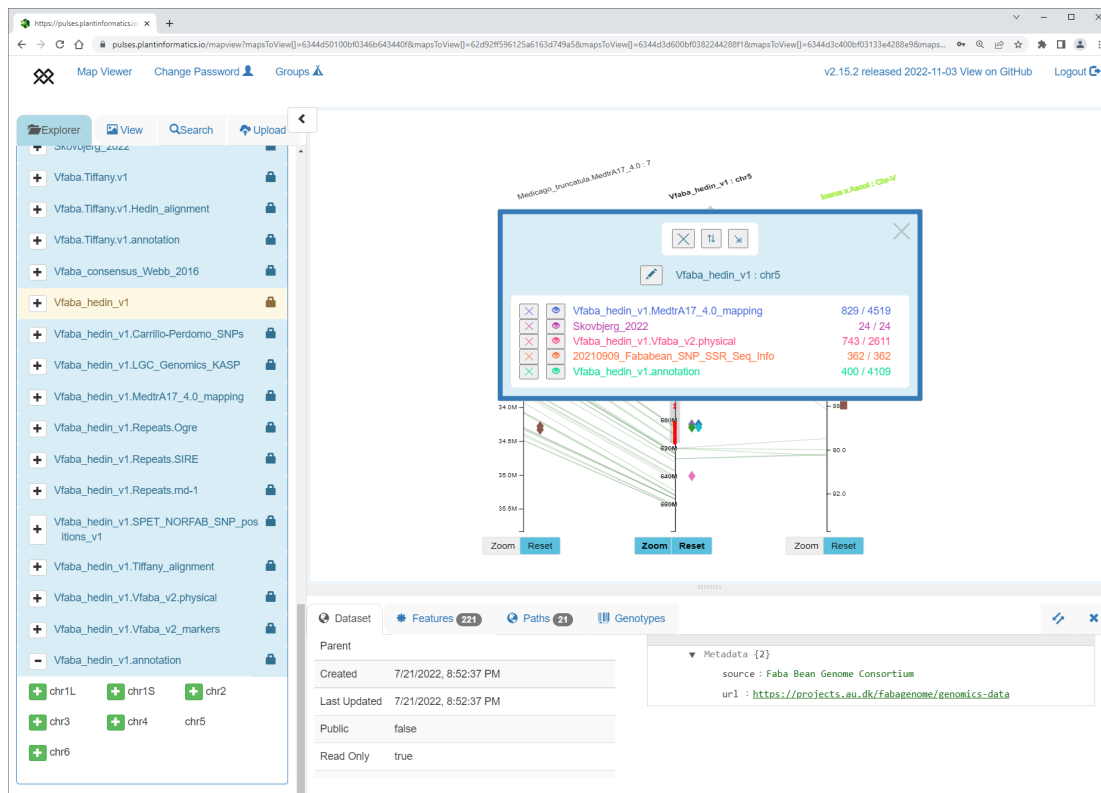 https://pulses.plantinformatics.io
pulses.plantinformatics.io/mapview?mapsToView[]=6344d50100bf0346b643440f&mapsToView[]=62d92ff596125a6163d749a5&mapsToView[]=6344d3d600bf0382244288f1&mapsToView[]=6344d3c400bf03133e4288e9&maps...
Map Viewer Change Password Groups v2.15.2 released 2022-11-03 View on GitHub Logout
Explorer View Search Upload
Skovbjerg_2022
Vfaba.Tiffany.v1
Vfaba.Tiffany.v1.Hedin_alignment
Vfaba.Tiffany.v1.annotation
Vfaba_consensus_Webb_2016
Vfaba_hedin_v1
Vfaba_hedin_v1.Carrillo-Perdomo_SNPs
Vfaba_hedin_v1.LGC_Genomics_KASP
Vfaba_hedin_v1.MedtrA17_4.0_mapping
Vfaba_hedin_v1.Repeats.Ogre
Vfaba_hedin_v1.Repeats.SIRE
Vfaba_hedin_v1.Repeats.rnd-1
Vfaba_hedin_v1.SPET_NORFAB_SNP_pos
itions_v1
Vfaba_hedin_v1.Tiffany_alignment
Vfaba_hedin_v1.Vfaba_v2.physical
Vfaba_hedin_v1.Vfaba_v2_markers
Vfaba_hedin_v1.annotation
chr1L chr1S chr2
chr3 chr4 chr5
chr6
Medicago_truncatula.MedtrA17_4.0 : 7
Vfaba_hedin_v1 : chr5
Icarus x Ascot : Chr-V
Vfaba_hedin_v1 : chr5
Vfaba_hedin_v1.MedtrA17_4.0_mapping 829 / 4519
Skovbjerg_2022 24 / 24
Vfaba_hedin_v1.Vfaba_v2.physical 743 / 2611
20210909_Fababean_SNP_SSR_Seq_Info 362 / 362
Vfaba_hedin_v1.annotation 400 / 4109
34.0M
34.5M
35.0M
35.5M
600M
620M
640M
660M
90.0
92.0
Zoom Reset Zoom Reset Zoom Reset
Dataset Features 221 Paths 21 Genotypes
Parent
Created 7/21/2022, 8:52:37 PM
Last Updated 7/21/2022, 8:52:37 PM
Public false
Read Only true
Metadata {2}
source : Faba Bean Genome Consortium
url : https://projects.au.dk/fabagenome/genomics-data